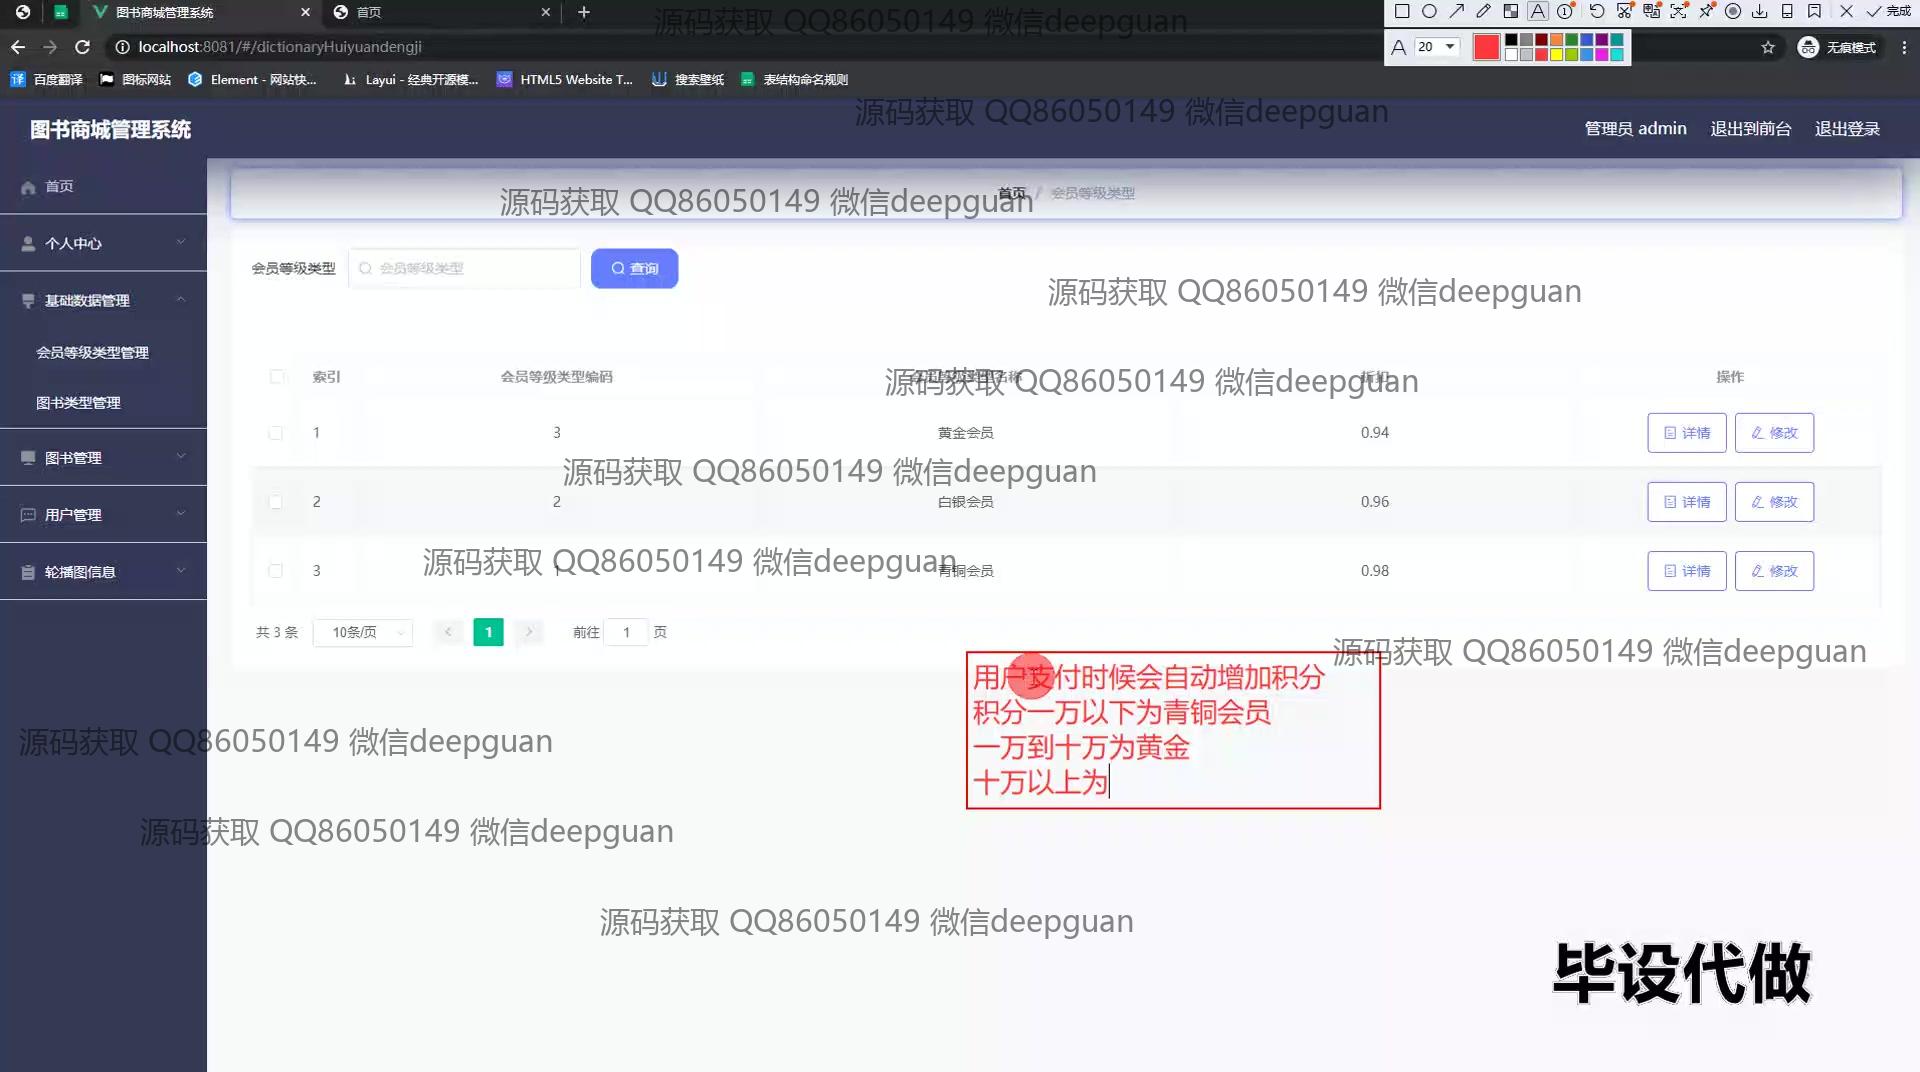 图书商城管理系统
首页
完成
localhost:8081/#/dictionaryHuiyuandengji
20
无痕模式
百度翻译
图标网站
Element - 网站快...
Layui - 经典开源模...
HTML5 Website T...
搜索壁纸
表结构命名规则
源码获取 QQ86050149 微信deepguan
源码获取 QQ86050149 微信deepguan
图书商城管理系统
管理员 admin
退出到前台
退出登录
首页
个人中心
基础数据管理
会员等级类型管理
图书类型管理
图书管理
用户管理
轮播图信息
首页 / 会员等级类型
源码获取 QQ86050149 微信deepguan
会员等级类型
会员等级类型
查询
源码获取 QQ86050149 微信deepguan
索引 会员等级类型编码 会员等级类型名称 折扣 操作
源码获取 QQ86050149 微信deepguan
1 3 黄金会员 0.94 详情 修改
源码获取 QQ86050149 微信deepguan
2 2 白银会员 0.96 详情 修改
源码获取 QQ86050149 微信deepguan
3 1 青铜会员 0.98 详情 修改
共 3 条 10条/页 1 前往 1 页
源码获取 QQ86050149 微信deepguan
用户支付时候会自动增加积分
积分一万以下为青铜会员
一万到十万为黄金
十万以上为
源码获取 QQ86050149 微信deepguan
源码获取 QQ86050149 微信deepguan
源码获取 QQ86050149 微信deepguan
毕设代做